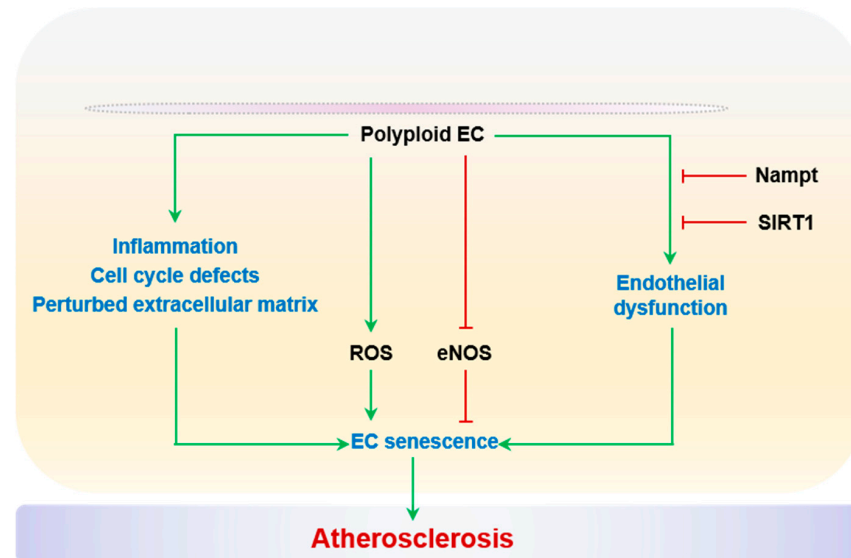 Polyploid EC
Nampt
SIRT1
Inflammation
Cell cycle defects
Perturbed extracellular matrix
Endothelial
dysfunction
ROS
eNOS
EC senescence
Atherosclerosis